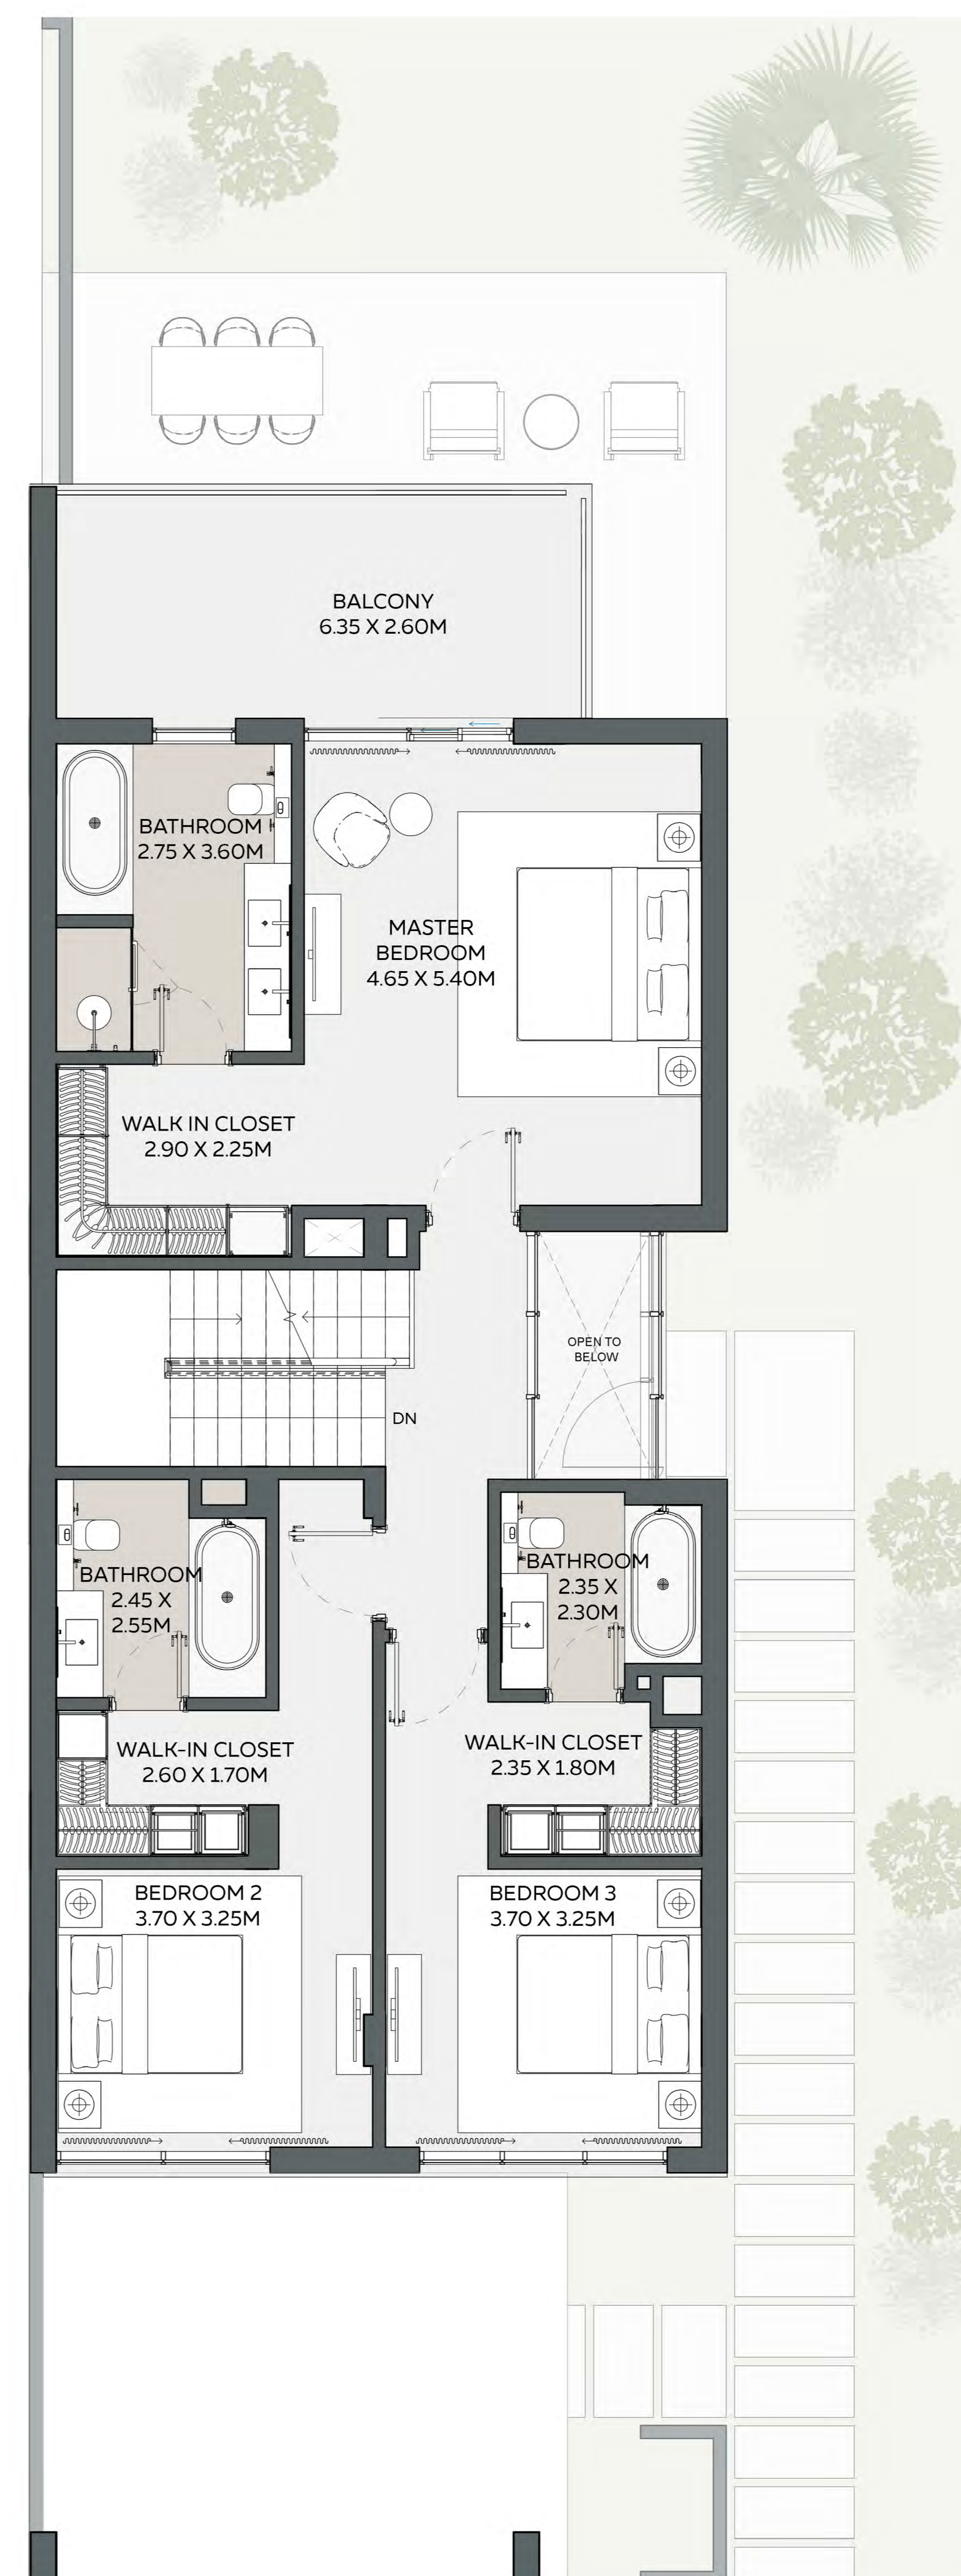 BALCONY
6.35 X 2.60M
BATHROOM
2.75 X 3.60M
MASTER
BEDROOM
4.65 X 5.40M
WALK IN CLOSET
2.90 X 2.25M
OPEN TO
BELOW
DN
BATHROOM
2.45 X
2.55M
BATHROOM
2.35 X
2.30M
WALK-IN CLOSET
2.60 X 1.70M
WALK-IN CLOSET
2.35 X 1.80M
BEDROOM 2
3.70 X 3.25M
BEDROOM 3
3.70 X 3.25M